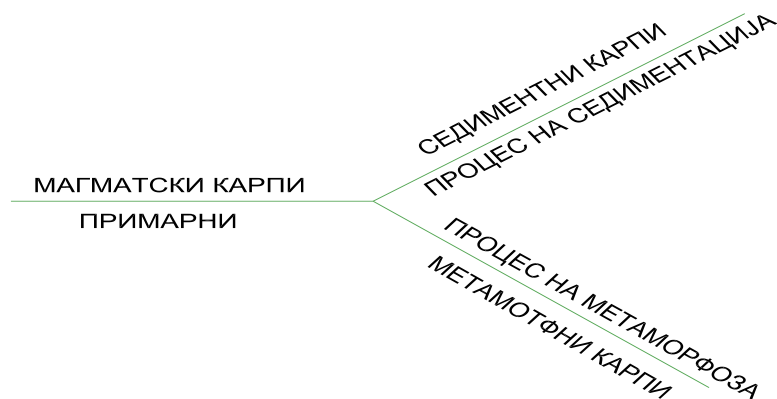 МАГМАТСКИ КАРПИ
ПРИМАРНИ
СЕДИМЕНТНИ КАРПИ
ПРОЦЕС НА СЕДИМЕНТАЦИЈА
ПРОЦЕС НА МЕТАМОРФОЗА
МЕТАМОТФНИ КАРПИ